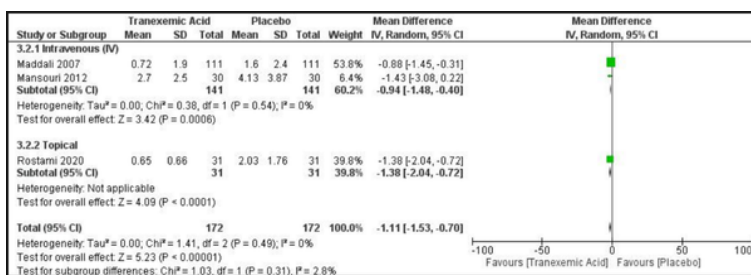 Tranexemic Acid Placebo Mean Difference Mean Difference
Study or Subgroup Mean SD Total Mean SD Total Weight IV, Random, 95% CI IV, Random, 95% CI
3.2.1 Intravenous (IV)
Maddali 2007 0.72 1.9 111 1.6 2.4 111 53.8% -0.88 [-1.45, -0.31]
Mansouri 2012 2.7 2.5 30 4.13 3.87 30 6.4% -1.43 [-3.08, 0.22]
Subtotal (95% CI) 141 141 60.2% -0.94 [-1.48, -0.40]
Heterogeneity: Tau² = 0.00; Chi² = 0.38, df = 1 (P = 0.54); I² = 0%
Test for overall effect: Z = 3.42 (P = 0.0006)
3.2.2 Topical
Rostami 2020 0.65 0.66 31 2.03 1.76 31 39.8% -1.38 [-2.04, -0.72]
Subtotal (95% CI) 31 31 39.8% -1.38 [-2.04, -0.72]
Heterogeneity: Not applicable
Test for overall effect: Z = 4.09 (P < 0.0001)
Total (95% CI) 172 172 100.0% -1.11 [-1.53, -0.70]
Heterogeneity: Tau² = 0.00; Chi² = 1.41, df = 2 (P = 0.49); I² = 0%
Test for overall effect: Z = 5.23 (P < 0.00001)
Test for subgroup differences: Chi² = 1.03, df = 1 (P = 0.31), I² = 2.8%
-100 -50 0 50 100
Favours [Tranexemic Acid] Favours [Placebo]